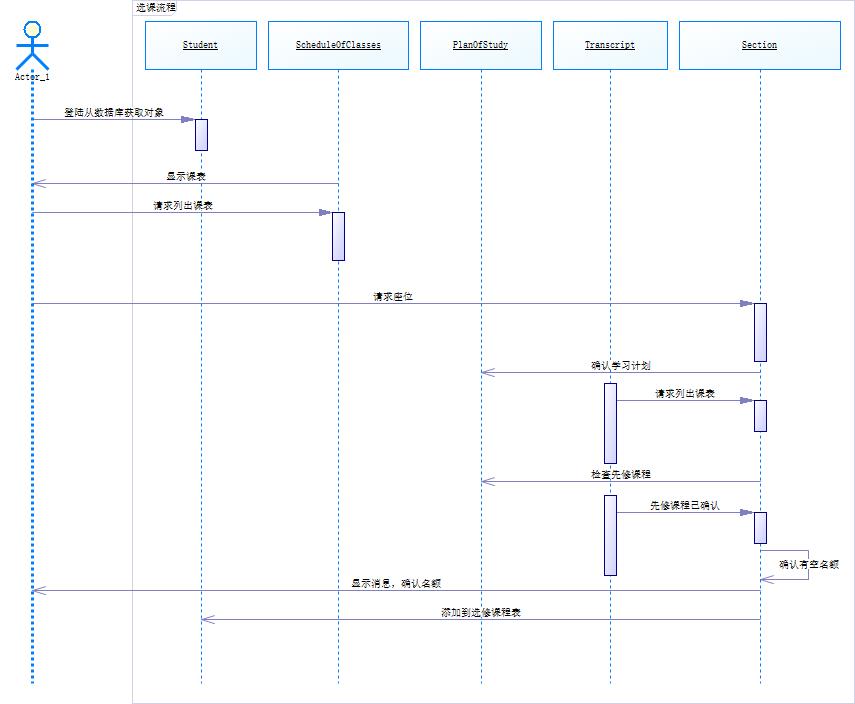 选课流程
Student
ScheduleOfClasses
PlanOfStudy
Transcript
Section
Actor_1
登陆从数据库获取对象
显示课表
请求列出课表
请求座位
确认学习计划
请求列出课表
检查先修课程
先修课程已确认
确认有空名额
显示消息，确认名额
添加到选修课程表